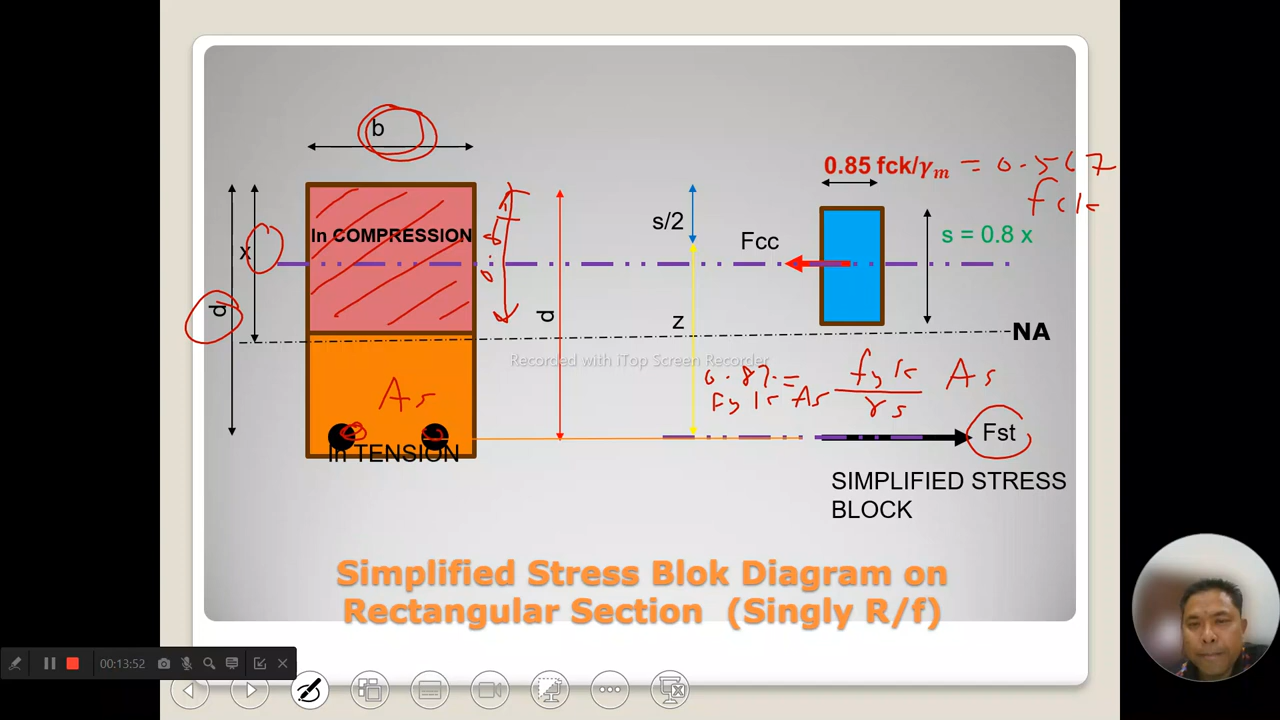 b
0.85 fck/γm = 0.567
fck
s/2
In COMPRESSION
Fcc
s = 0.8 x
x
0.8x
d
d
z
NA
Recorded with iTop Screen Recorder
0.87 = fyk/γs As
Fyk As
As
Fst
In TENSION
SIMPLIFIED STRESS
BLOCK
Simplified Stress Blok Diagram on
Rectangular Section (Singly R/f)
00:13:52